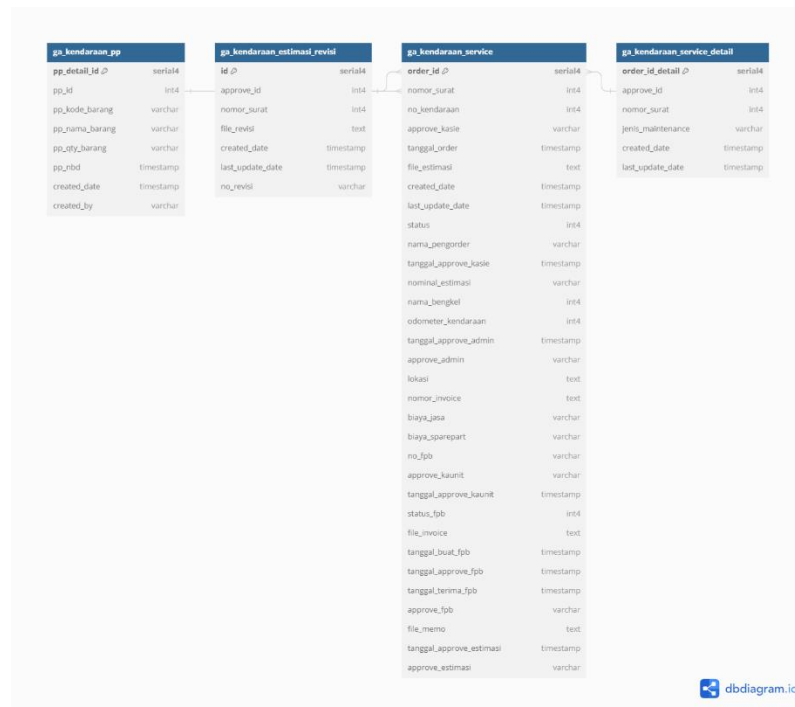 ga_kendaraan_pp
pp_detail_id serial4
pp_id int4
pp_kode_barang varchar
pp_nama_barang varchar
pp_qty_barang varchar
pp_nbd timestamp
created_date timestamp
created_by varchar
ga_kendaraan_estimasi_revisi
id serial4
approve_id int4
nomor_surat int4
file_revisi text
created_date timestamp
last_update_date timestamp
no_revisi varchar
ga_kendaraan_service
order_id serial4
nomor_surat int4
no_kendaraan int4
approve_kasie varchar
tanggal_order timestamp
file_estimasi text
created_date timestamp
last_update_date timestamp
status int4
nama_pengorder varchar
tanggal_approve_kasie timestamp
nominal_estimasi varchar
nama_bengkel int4
odometer_kendaraan int4
tanggal_approve_admin timestamp
approve_admin varchar
lokasi text
nomor_invoice text
biaya_jasa varchar
biaya_sparepart varchar
no_fpb varchar
approve_kaunit varchar
tanggal_approve_kaunit timestamp
status_fpb int4
file_invoice text
tanggal_buat_fpb timestamp
tanggal_approve_fpb timestamp
tanggal_terima_fpb timestamp
approve_fpb varchar
file_memo text
tanggal_approve_estimasi timestamp
approve_estimasi varchar
ga_kendaraan_service_detail
order_id_detail serial4
approve_id int4
nomor_surat int4
jenis_maintenance varchar
created_date timestamp
last_update_date timestamp
dbdiagram.io